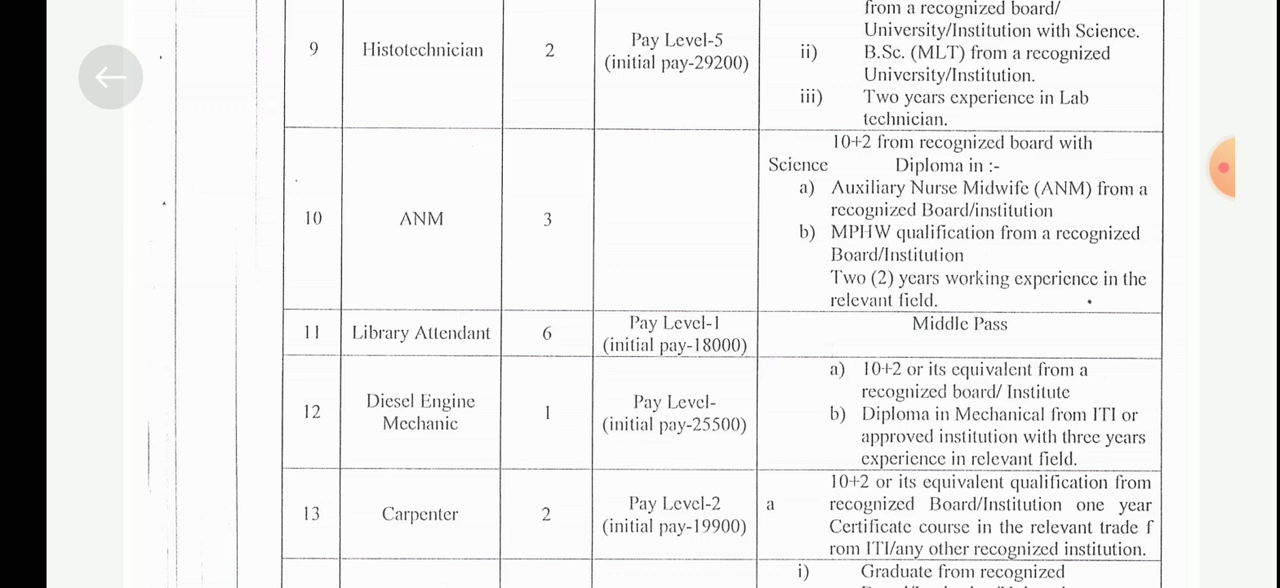 from a recognized board/
University/Institution with Science.
9 Histotechnician 2 Pay Level-5
(initial pay-29200)
ii) B.Sc. (MLT) from a recognized
University/Institution.
iii) Two years experience in Lab
technician.
10+2 from recognized board with
Science Diploma in :-
a) Auxiliary Nurse Midwife (ANM) from a
recognized Board/institution
10 ANM 3
b) MPHW qualification from a recognized
Board/Institution
Two (2) years working experience in the
relevant field.
11 Library Attendant 6 Pay Level-1
(initial pay-18000)
Middle Pass
a) 10+2 or its equivalent from a
recognized board/ Institute
12 Diesel Engine
Mechanic
1 Pay Level-
(initial pay-25500)
b) Diploma in Mechanical from ITI or
approved institution with three years
experience in relevant field.
13 Carpenter 2 Pay Level-2
(initial pay-19900)
a 10+2 or its equivalent qualification from
recognized Board/Institution one year
Certificate course in the relevant trade f
rom ITI/any other recognized institution.
i) Graduate from recognized